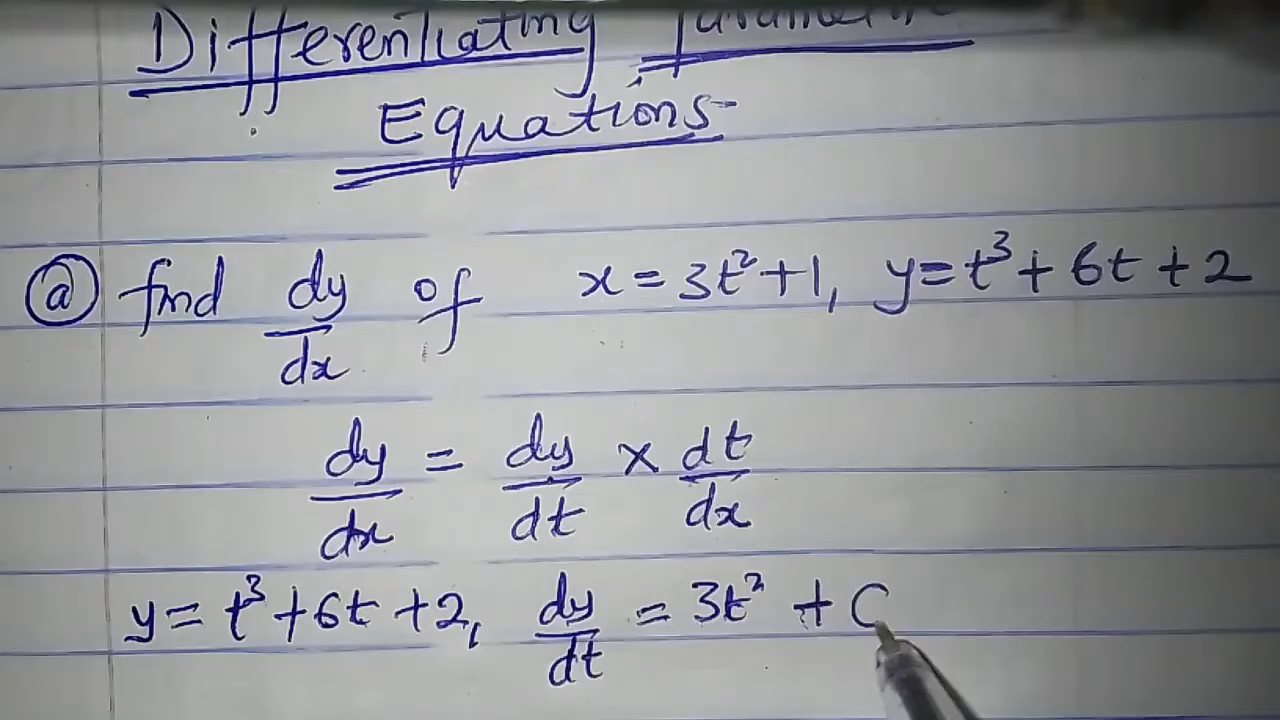 Differentiating Parametric
Equations
(a) find dy/dx of x = 3t² + 1, y = t³ + 6t + 2
dy/dx = dy/dt × dt/dx
y = t³ + 6t + 2, dy/dt = 3t² + C